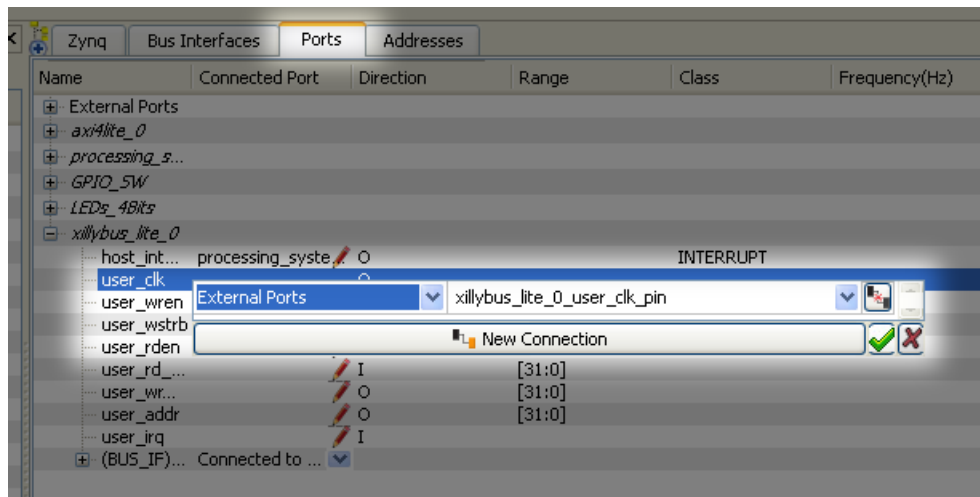 Zynq Bus Interfaces Ports Addresses
Name Connected Port Direction Range Class Frequency(Hz)
External Ports
axi4lite_0
processing_s...
GPIO_SW
LEDs_4Bits
xillybus_lite_0
host_int... processing_syste... O INTERRUPT
user_clk O
user_wren External Ports xillybus_lite_0_user_clk_pin
user_wstrb
user_rden New Connection
user_rd_... I [31:0]
user_wr... O [31:0]
user_addr O [31:0]
user_irq I
(BUS_IF)... Connected to ...